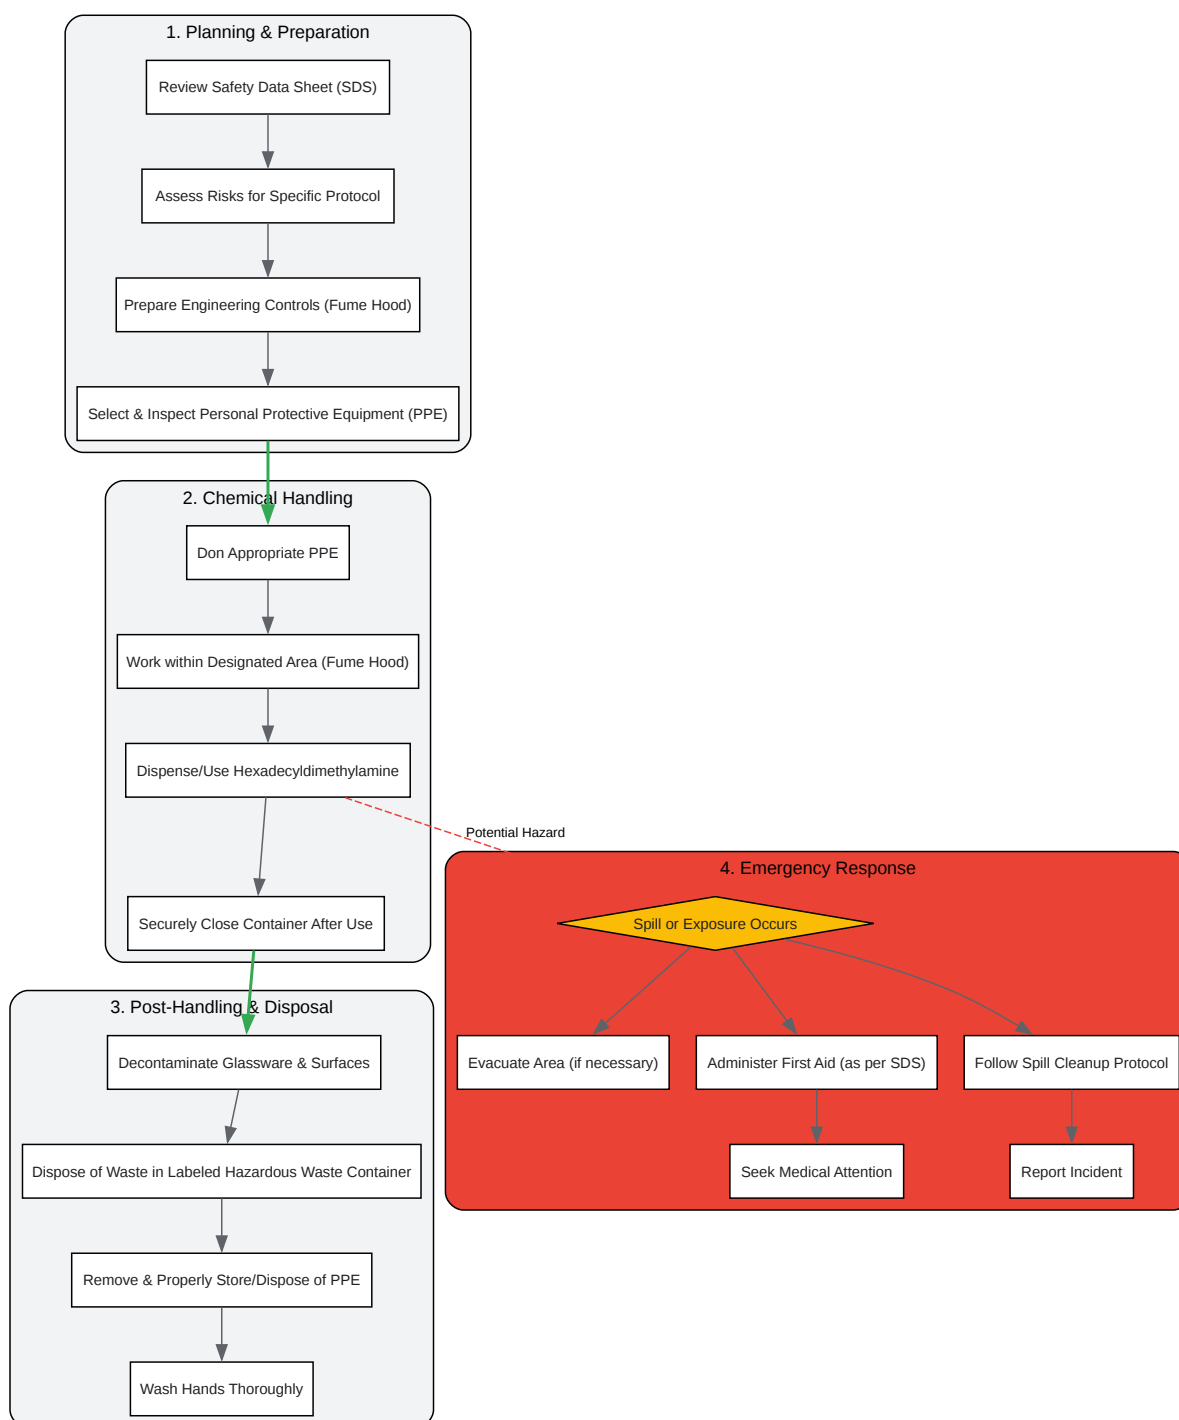 1. Planning & Preparation
Review Safety Data Sheet (SDS)
Assess Risks for Specific Protocol
Prepare Engineering Controls (Fume Hood)
Select & Inspect Personal Protective Equipment (PPE)
2. Chemical Handling
Don Appropriate PPE
Work within Designated Area (Fume Hood)
Dispense/Use Hexadecyldimethylamine
Potential Hazard
Securely Close Container After Use
4. Emergency Response
Spill or Exposure Occurs
Evacuate Area (if necessary)
Administer First Aid (as per SDS)
Follow Spill Cleanup Protocol
Seek Medical Attention
Report Incident
3. Post-Handling & Disposal
Decontaminate Glassware & Surfaces
Dispose of Waste in Labeled Hazardous Waste Container
Remove & Properly Store/Dispose of PPE
Wash Hands Thoroughly